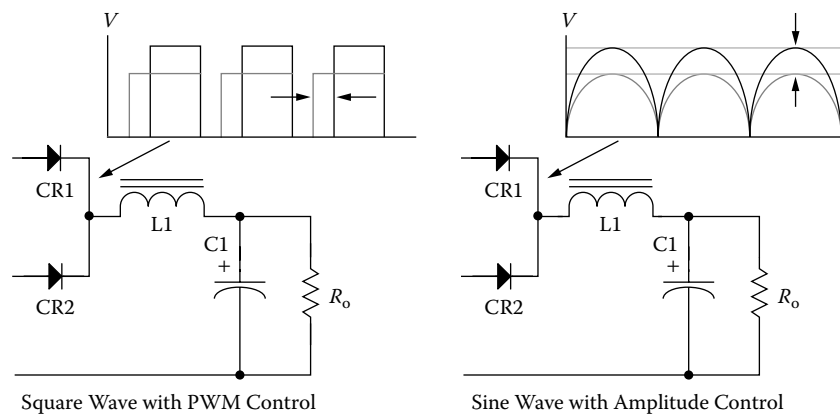 V
CR1
L1
C1
+
CR2
Ro
Square Wave with PWM Control
V
CR1
L1
C1
+
CR2
Ro
Sine Wave with Amplitude Control